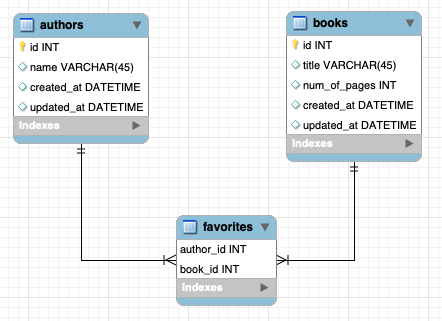 authors
id INT
name VARCHAR(45)
created_at DATETIME
updated_at DATETIME
Indexes
books
id INT
title VARCHAR(45)
num_of_pages INT
created_at DATETIME
updated_at DATETIME
Indexes
favorites
author_id INT
book_id INT
Indexes